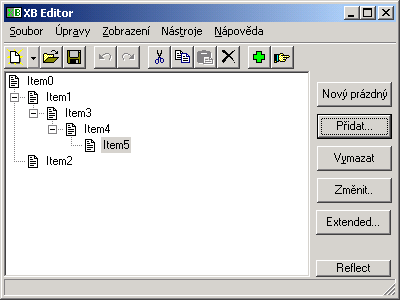 XB Editor
Soubor Úpravy Zobrazení Nástroje Nápověda
Item0
Item1
Item3
Item4
Item5
Item2
Nový prázdný
Přidat...
Vymazat
Změnit..
Extended...
Reflect